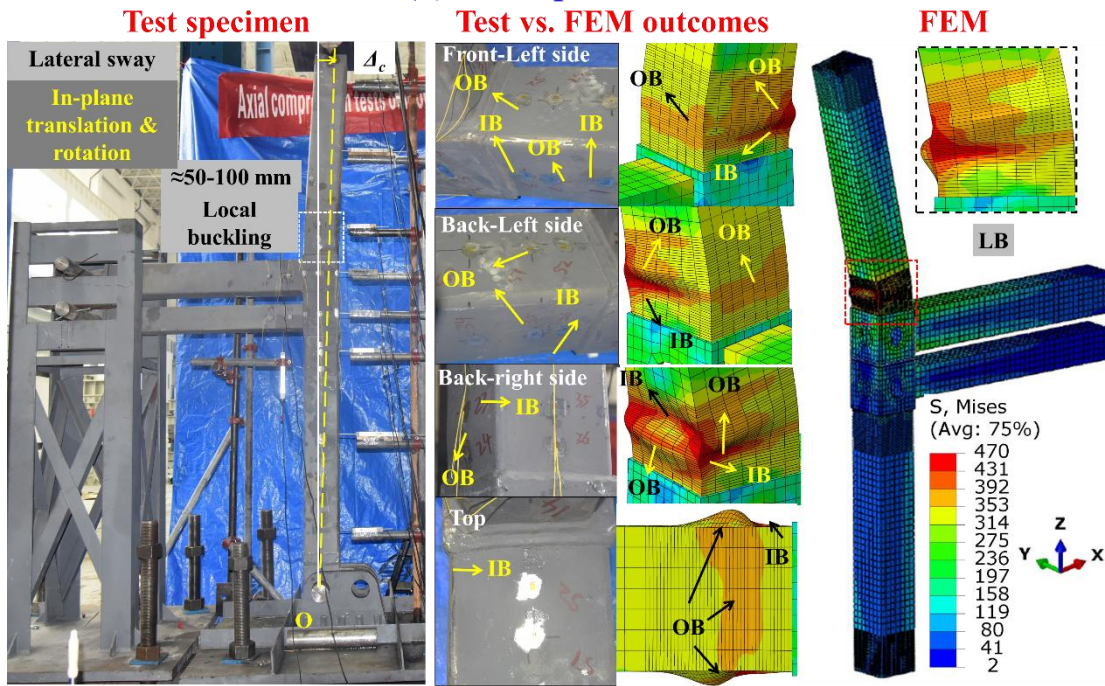 Test specimen
Test vs. FEM outcomes
FEM
Lateral sway
In-plane
translation &
rotation
≈50-100 mm
Local
buckling
Δc
Axial compre
n tests of
O
Front-Left side
OB
IB
OB
IB
OB
OB
IB
Back-Left side
OB
IB
OB
OB
IB
Back-right side
IB
OB
IB
OB
OB
IB
Top
IB
IB
OB
LB
S, Mises
(Avg: 75%)
470
431
392
353
314
275
236
197
158
119
80
41
2
Z
Y
X